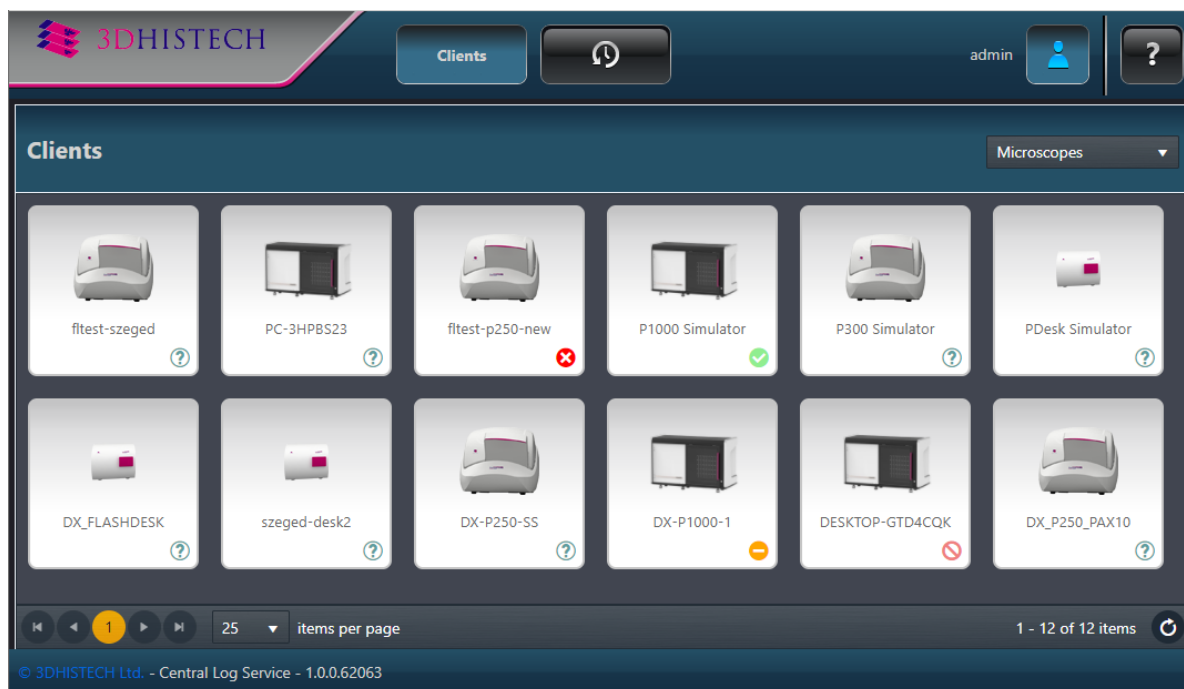 3DHISTECH
Clients
admin
?
Clients
Microscopes
fltest-szeged
PC-3HPBS23
fltest-p250-new
P1000 Simulator
P300 Simulator
PDesk Simulator
? ? ? ?
DX_FLASHDESK
szeged-desk2
DX-P250-SS
DX-P1000-1
DESKTOP-GTD4CQK
DX_P250_PAX10
? ? ? ?
1
25
items per page
1 - 12 of 12 items
© 3DHISTECH Ltd. - Central Log Service - 1.0.0.62063